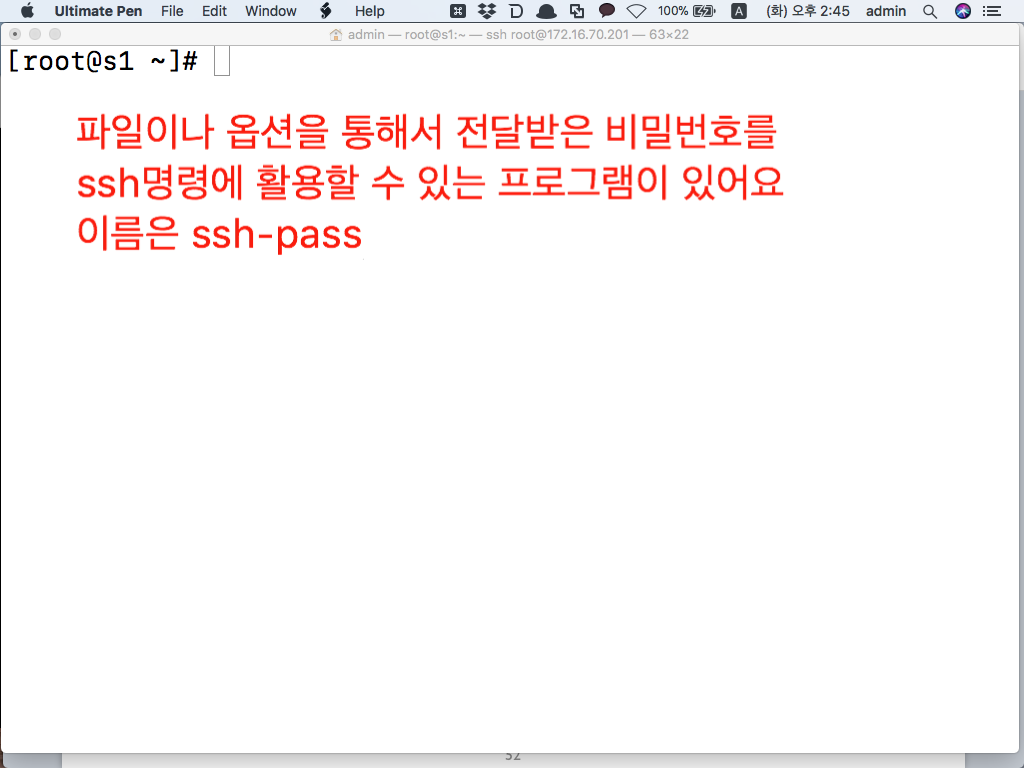 Ultimate Pen File Edit Window Help 100% A (화) 오후 2:45 admin
admin — root@s1:~ — ssh root@172.16.70.201 — 63×22
[root@s1 ~]#
파일이나 옵션을 통해서 전달받은 비밀번호를
ssh명령에 활용할 수 있는 프로그램이 있어요
이름은 ssh-pass